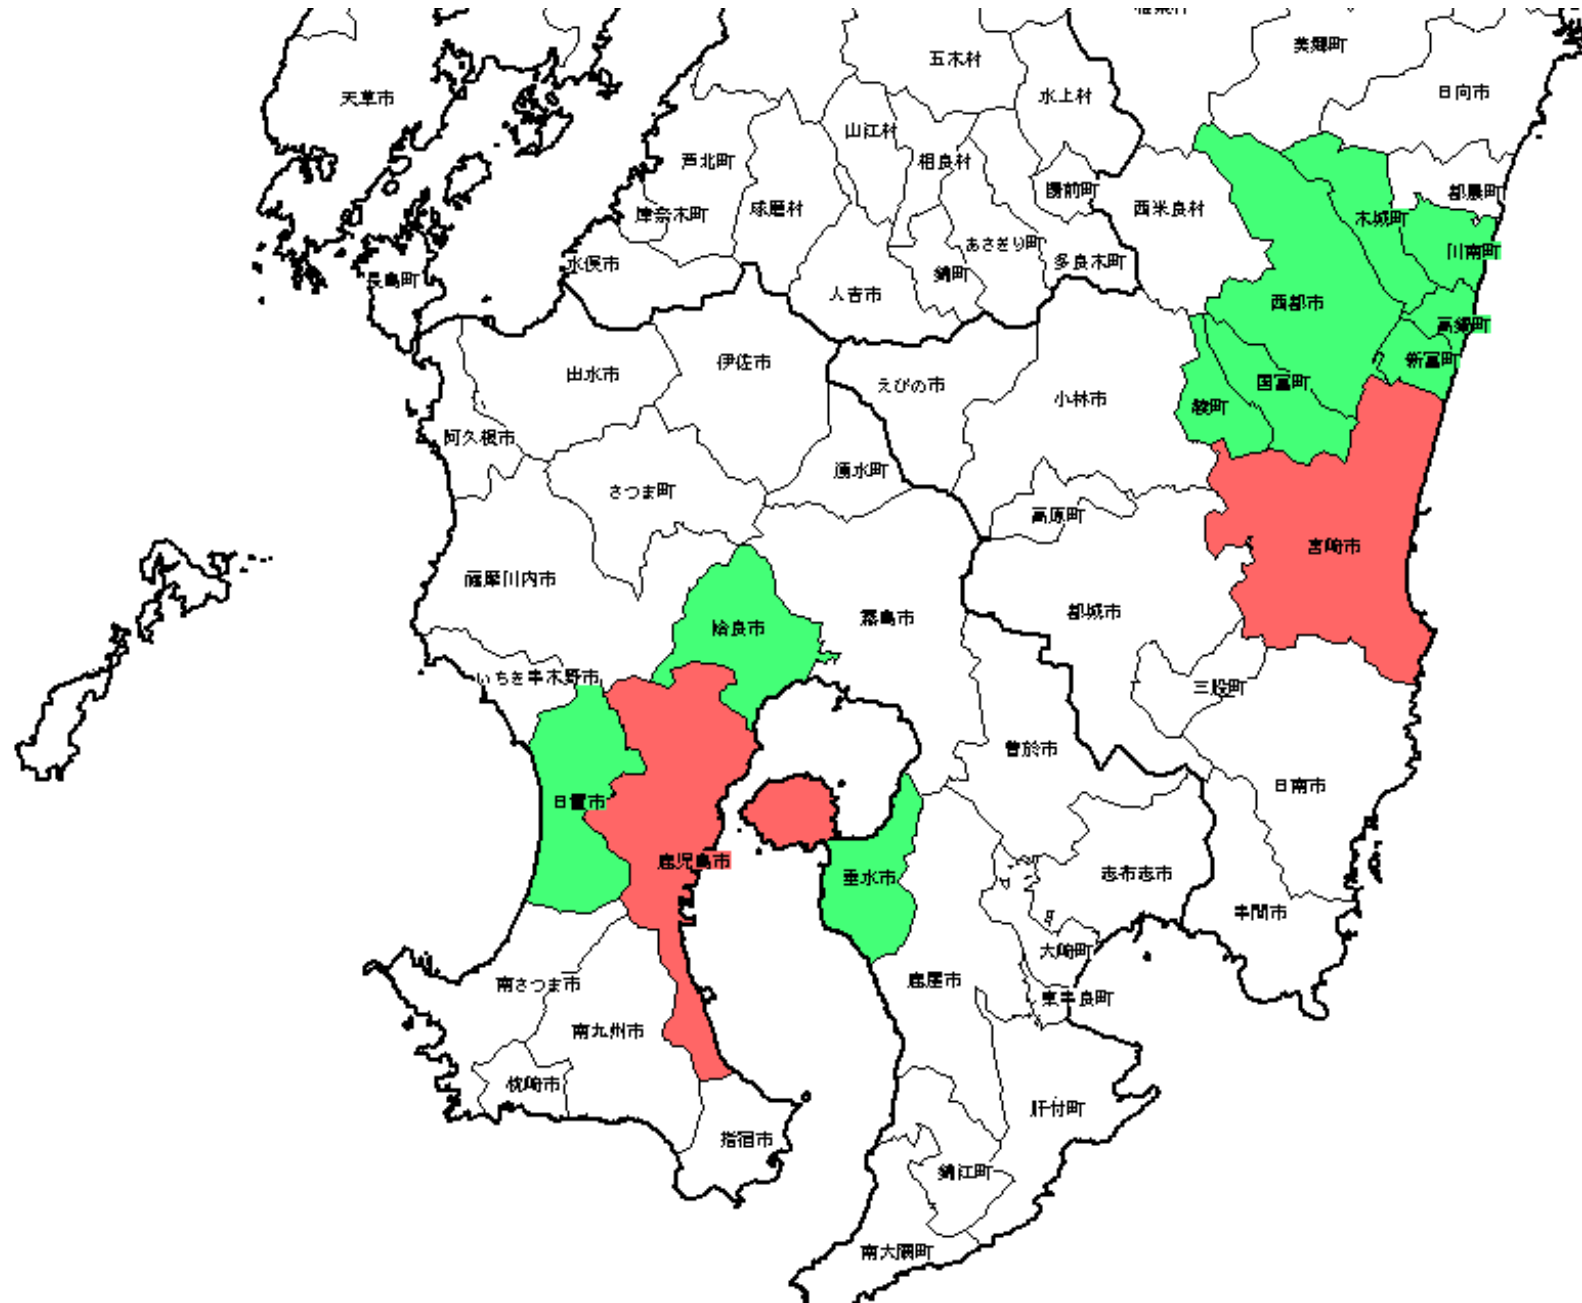 美郷町
五木村
日向市
水上村
天草市
山江村
相良村
芦北町
湯前町
都農町
球磨村
西米良村
津奈木町
木城町
あさぎり町
川南町
多良木町
水俣市
錦町
長島町
人吉市
西都市
高鍋町
新富町
伊佐市
出水市
えびの市
国富町
小林市
綾町
阿久根市
湧水町
さつま町
高原町
宮崎市
薩摩川内市
都城市
霧島市
姶良市
いちき串木野市
三股町
曽於市
日南市
日置市
鹿児島市
志布志市
垂水市
串間市
大崎町
鹿屋市
南さつま市
東串良町
南九州市
枕崎市
肝付町
指宿市
錦江町
南大隅町